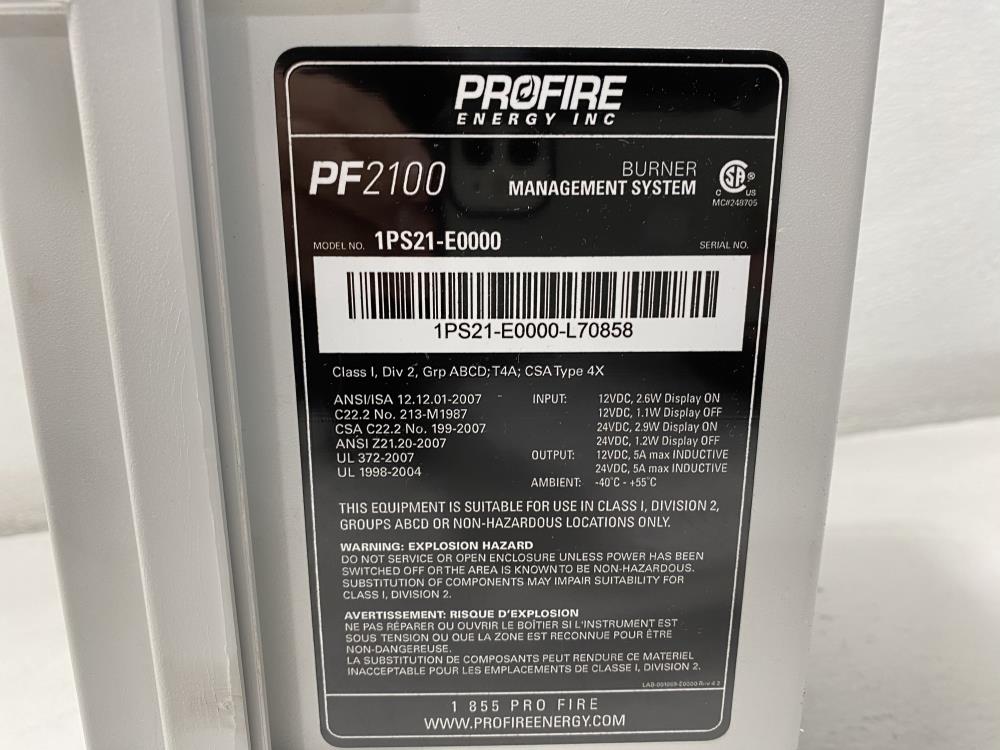 PROFIRE
ENERGY INC
PF2100
BURNER
MANAGEMENT SYSTEM
C US
MC#248705
MODEL NO. 1PS21-E0000
SERIAL NO.
1PS21-E0000-L70858
Class I, Div 2, Grp ABCD; T4A; CSA Type 4X
ANSI/ISA 12.12.01-2007
C22.2 No. 213-M1987
CSA C22.2 No. 199-2007
ANSI Z21.20-2007
UL 372-2007
UL 1998-2004
INPUT: 12VDC, 2.6W Display ON
12VDC, 1.1W Display OFF
24VDC, 2.9W Display ON
24VDC, 1.2W Display OFF
OUTPUT: 12VDC, 5A max INDUCTIVE
24VDC, 5A max INDUCTIVE
AMBIENT: -40°C - +55°C
THIS EQUIPMENT IS SUITABLE FOR USE IN CLASS I, DIVISION 2,
GROUPS ABCD OR NON-HAZARDOUS LOCATIONS ONLY.
WARNING: EXPLOSION HAZARD
DO NOT SERVICE OR OPEN ENCLOSURE UNLESS POWER HAS BEEN
SWITCHED OFF OR THE AREA IS KNOWN TO BE NON-HAZARDOUS.
SUBSTITUTION OF COMPONENTS MAY IMPAIR SUITABILITY FOR
CLASS I, DIVISION 2.
AVERTISSEMENT: RISQUE D'EXPLOSION
NE PAS RÉPARER OU OUVRIR LE BOÎTIER SI L'INSTRUMENT EST
SOUS TENSION OU QUE LA ZONE EST RECONNUE POUR ÊTRE
NON-DANGEREUSE.
LA SUBSTITUTION DE COMPOSANTS PEUT RENDURE CE MATERIEL
INACCEPTABLE POUR LES EMPLACEMENTS DE CLASSE I, DIVISION 2.
Rev 4.2
1 855 PRO FIRE
WWW.PROFIREENERGY.COM